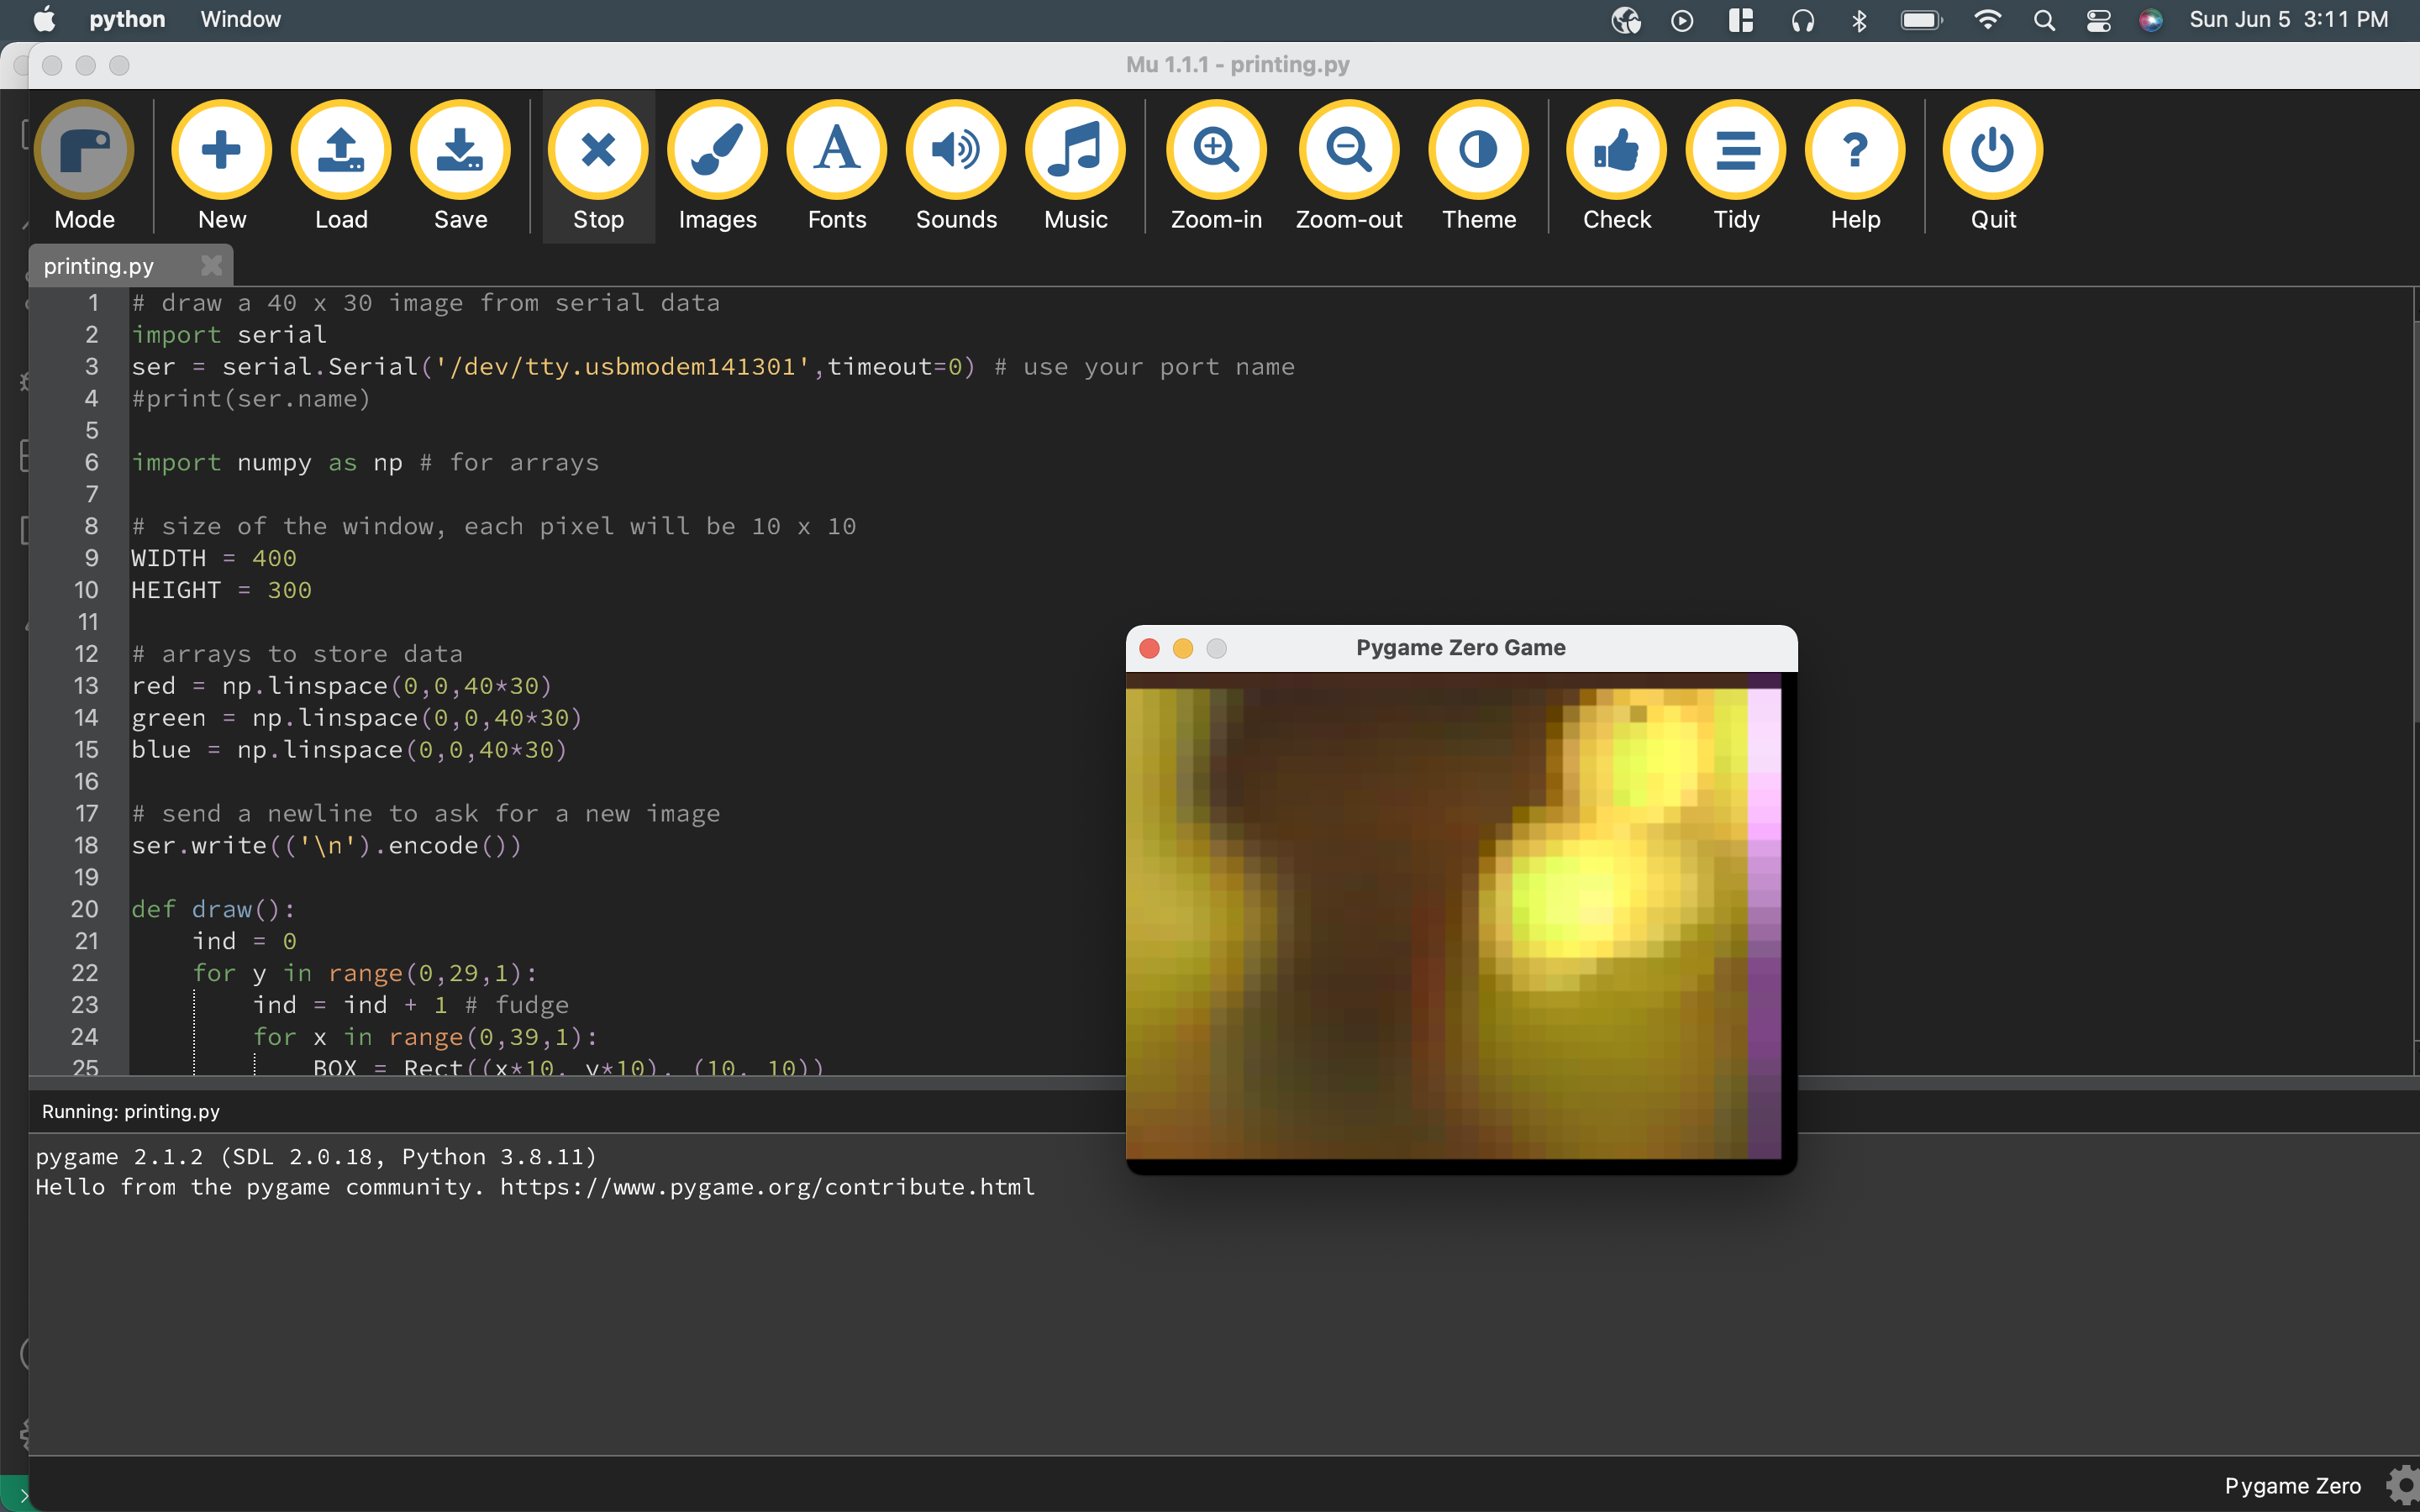 python Window Sun Jun 5 3:11 PM
Mu 1.1.1 - printing.py
Mode New Load Save Stop Images Fonts Sounds Music Zoom-in Zoom-out Theme Check Tidy Help Quit
printing.py
1 # draw a 40 x 30 image from serial data
2 import serial
3 ser = serial.Serial('/dev/tty.usbmodem141301',timeout=0) # use your port name
4 #print(ser.name)
5
6 import numpy as np # for arrays
7
8 # size of the window, each pixel will be 10 x 10
9 WIDTH = 400
10 HEIGHT = 300
11
12 # arrays to store data
13 red = np.linspace(0,0,40*30)
14 green = np.linspace(0,0,40*30)
15 blue = np.linspace(0,0,40*30)
16
17 # send a newline to ask for a new image
18 ser.write(('\n').encode())
19
20 def draw():
21 ind = 0
22 for y in range(0,29,1):
23 ind = ind + 1 # fudge
24 for x in range(0,39,1):
25 BOX = Rect((x*10, y*10), (10, 10))
Pygame Zero Game
Running: printing.py
pygame 2.1.2 (SDL 2.0.18, Python 3.8.11)
Hello from the pygame community. https://www.pygame.org/contribute.html
Pygame Zero